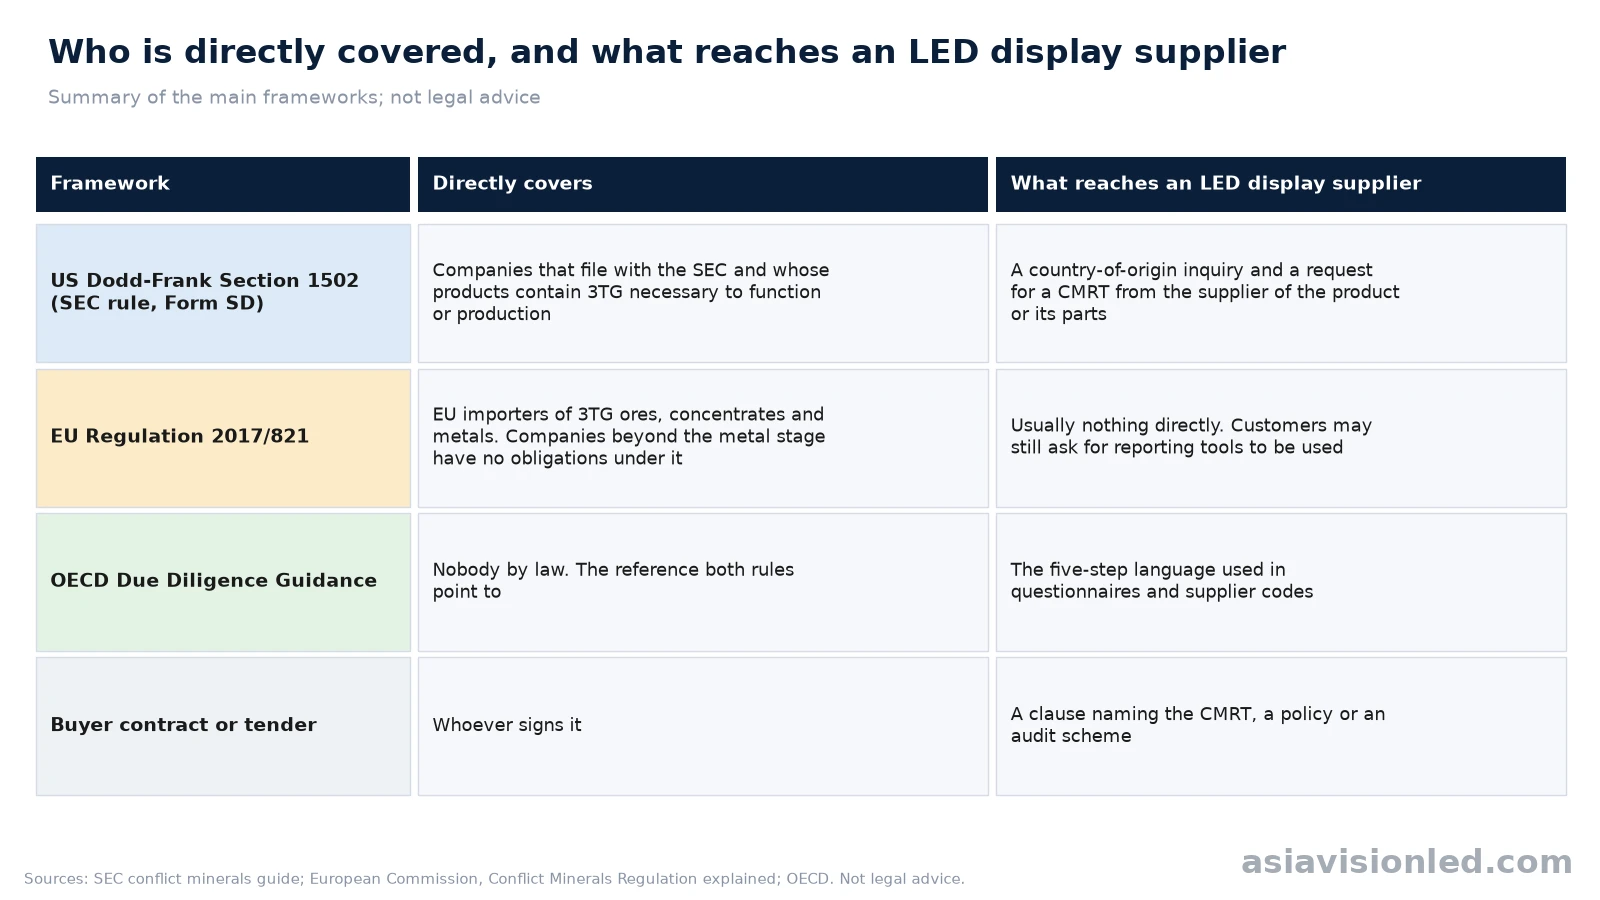 Who is directly covered, and what reaches an LED display supplier
Summary of the main frameworks; not legal advice
Framework
Directly covers
What reaches an LED display supplier
US Dodd-Frank Section 1502
(SEC rule, Form SD)
Companies that file with the SEC and whose
products contain 3TG necessary to function
or production
A country-of-origin inquiry and a request
for a CMRT from the supplier of the product
or its parts
EU Regulation 2017/821
EU importers of 3TG ores, concentrates and
metals. Companies beyond the metal stage
have no obligations under it
Usually nothing directly. Customers may
still ask for reporting tools to be used
OECD Due Diligence Guidance
Nobody by law. The reference both rules
point to
The five-step language used in
questionnaires and supplier codes
Buyer contract or tender
Whoever signs it
A clause naming the CMRT, a policy or an
audit scheme
Sources: SEC conflict minerals guide; European Commission, Conflict Minerals Regulation explained; OECD. Not legal advice.
asiavisionled.com